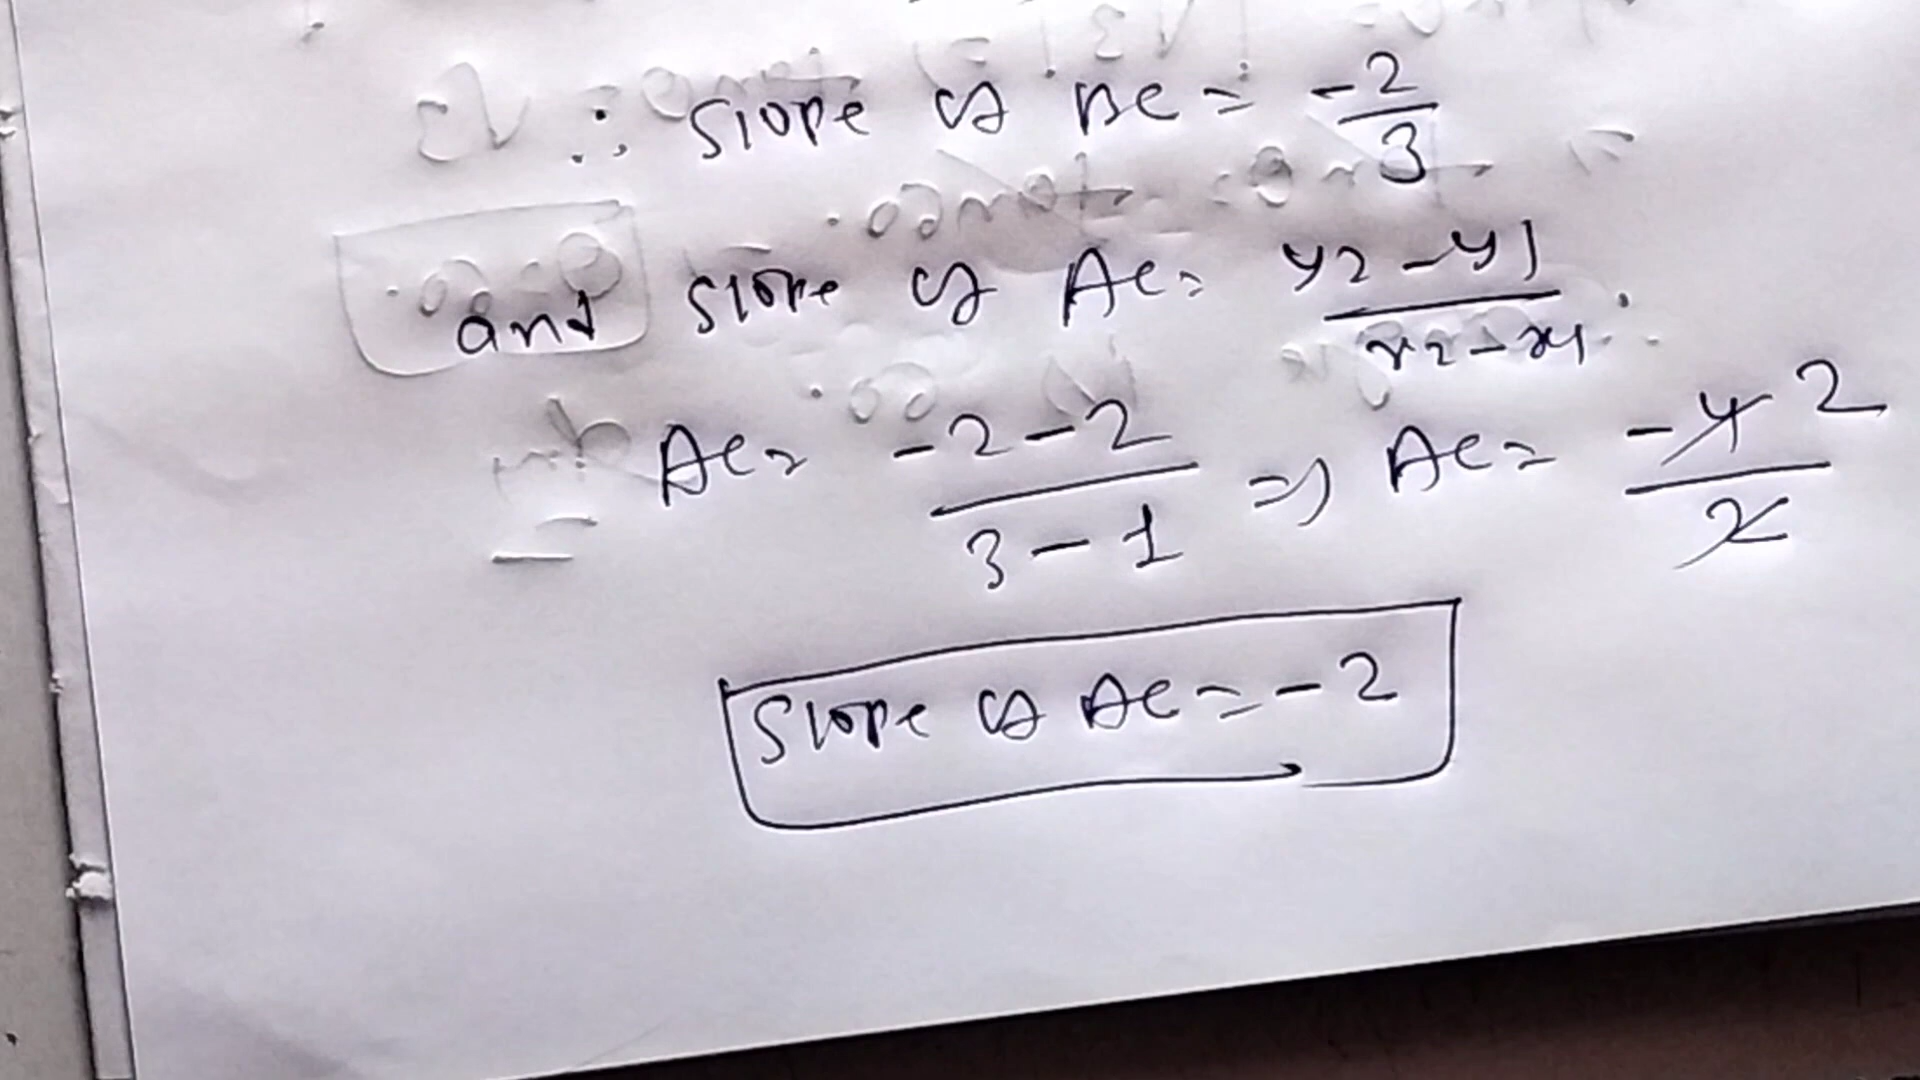 ∴ Slope of BC = -2/3
and Slope of AC = y2-y1/x2-x1
AC = -2-2/3-1 => AC = -4 2/2
Slope of AC = -2